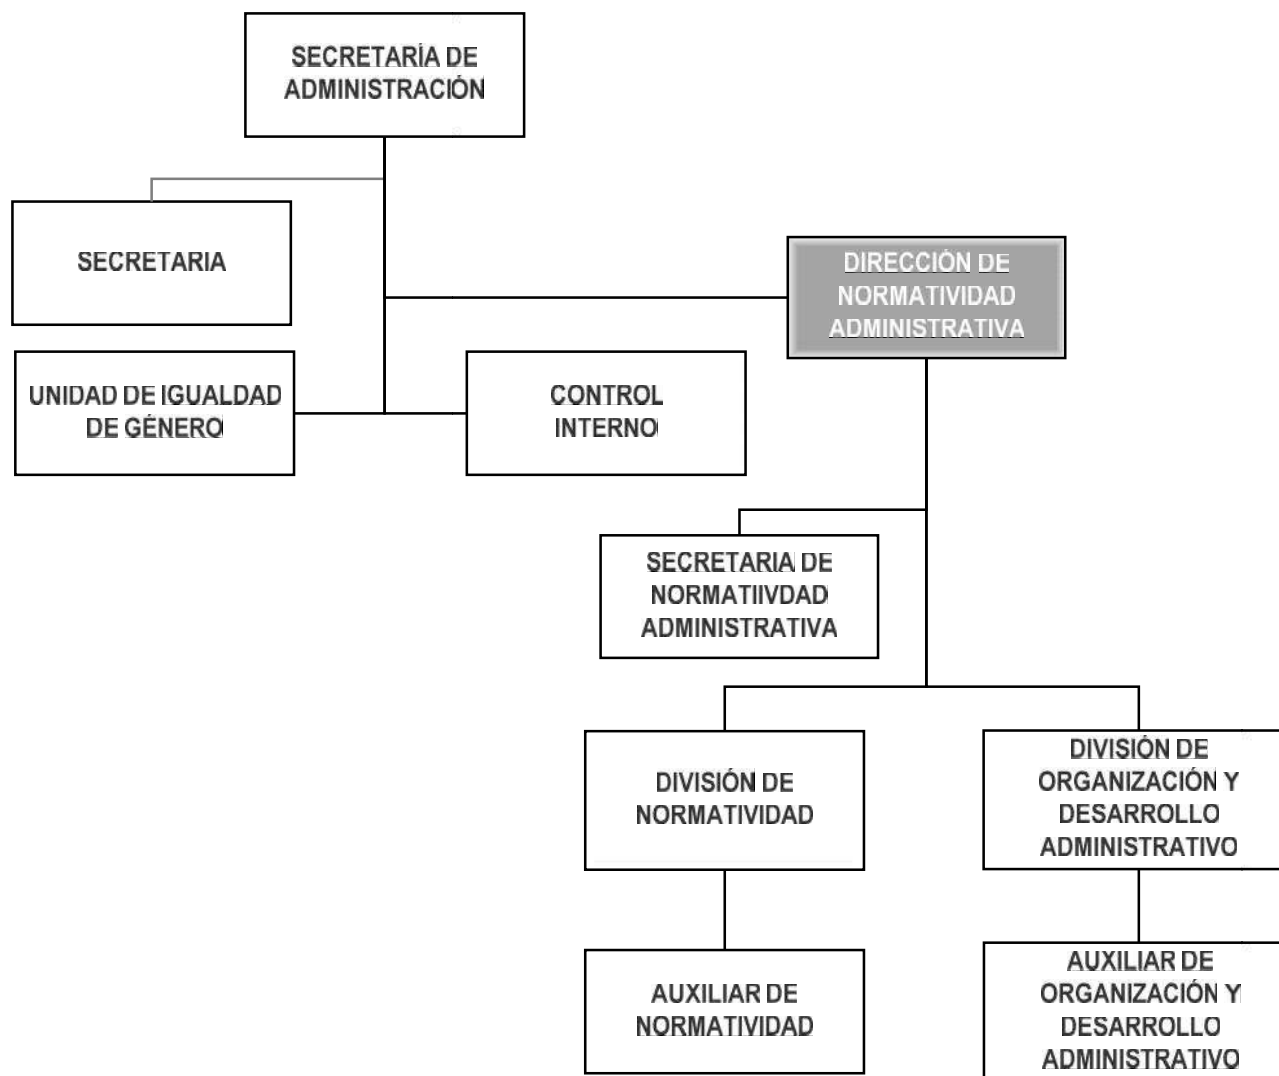 SECRETARÍA DE
ADMINISTRACIÓN
SECRETARIA
DIRECCIÓN DE
NORMATIVIDAD
ADMINISTRATIVA
UNIDAD DE IGUALDAD
DE GÉNERO
CONTROL
INTERNO
SECRETARIA DE
NORMATIIVDAD
ADMINISTRATIVA
DIVISIÓN DE
NORMATIVIDAD
DIVISIÓN DE
ORGANIZACIÓN Y
DESARROLLO
ADMINISTRATIVO
AUXILIAR DE
NORMATIVIDAD
AUXILIAR DE
ORGANIZACIÓN Y
DESARROLLO
ADMINISTRATIVO